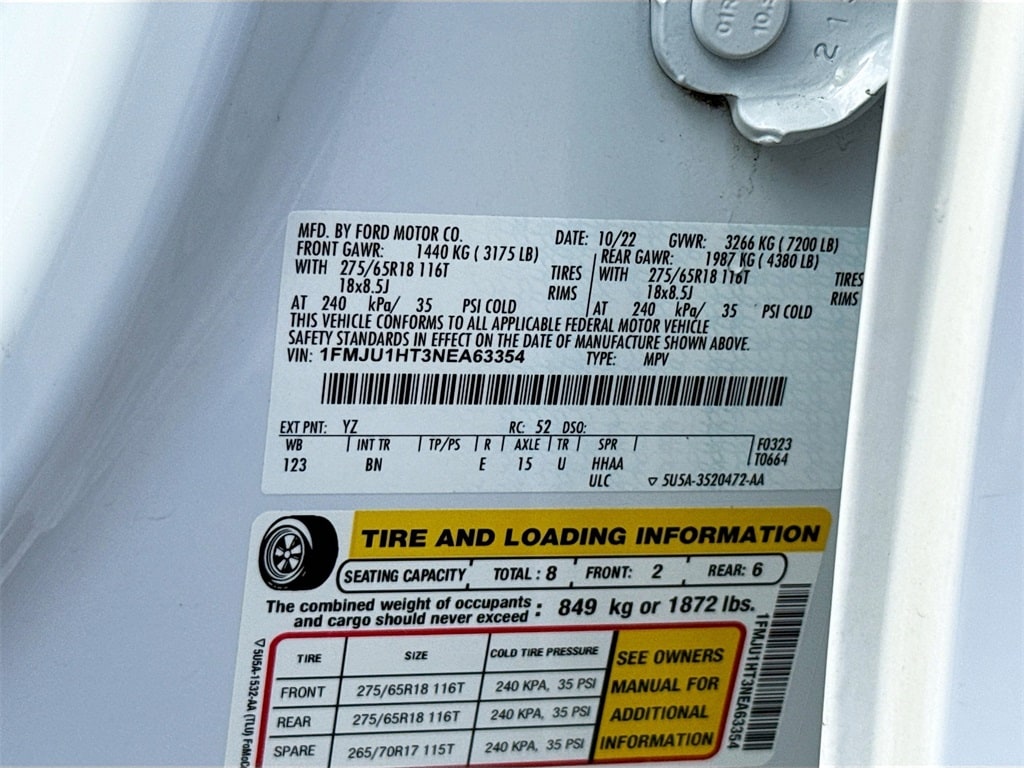 21
MFD. BY FORD MOTOR CO. DATE: 10/22 GVWR: 3266 KG ( 7200 LB)
FRONT GAWR: 1440 KG ( 3175 LB) REAR GAWR: 1987 KG ( 4380 LB)
WITH 275/65R18 116T TIRES WITH 275/65R18 116T TIRES
18x8.5J RIMS 18x8.5J RIMS
AT 240 kPa/ 35 PSI COLD AT 240 kPa/ 35 PSI COLD
THIS VEHICLE CONFORMS TO ALL APPLICABLE FEDERAL MOTOR VEHICLE
SAFETY STANDARDS IN EFFECT ON THE DATE OF MANUFACTURE SHOWN ABOVE.
VIN: 1FMJU1HT3NEA63354 TYPE: MPV
EXT PNT: YZ RC: 52 DSO:
WB INT TR TP/PS R AXLE TR SPR F0323
123 BN E 15 U HHAA T0664
ULC 5U5A-3520472-AA
TIRE AND LOADING INFORMATION
SEATING CAPACITY TOTAL : 8 FRONT: 2 REAR: 6
The combined weight of occupants and cargo should never exceed : 849 kg or 1872 lbs.
TIRE SIZE COLD TIRE PRESSURE
FRONT 275/65R18 116T 240 KPA, 35 PSI
REAR 275/65R18 116T 240 KPA, 35 PSI
SPARE 265/70R17 115T 240 KPA, 35 PSI
SEE OWNERS
MANUAL FOR
ADDITIONAL
INFORMATION
1FMJU1HT3NEA63354
5U5A-1532-AA (TLU) FoMoCo